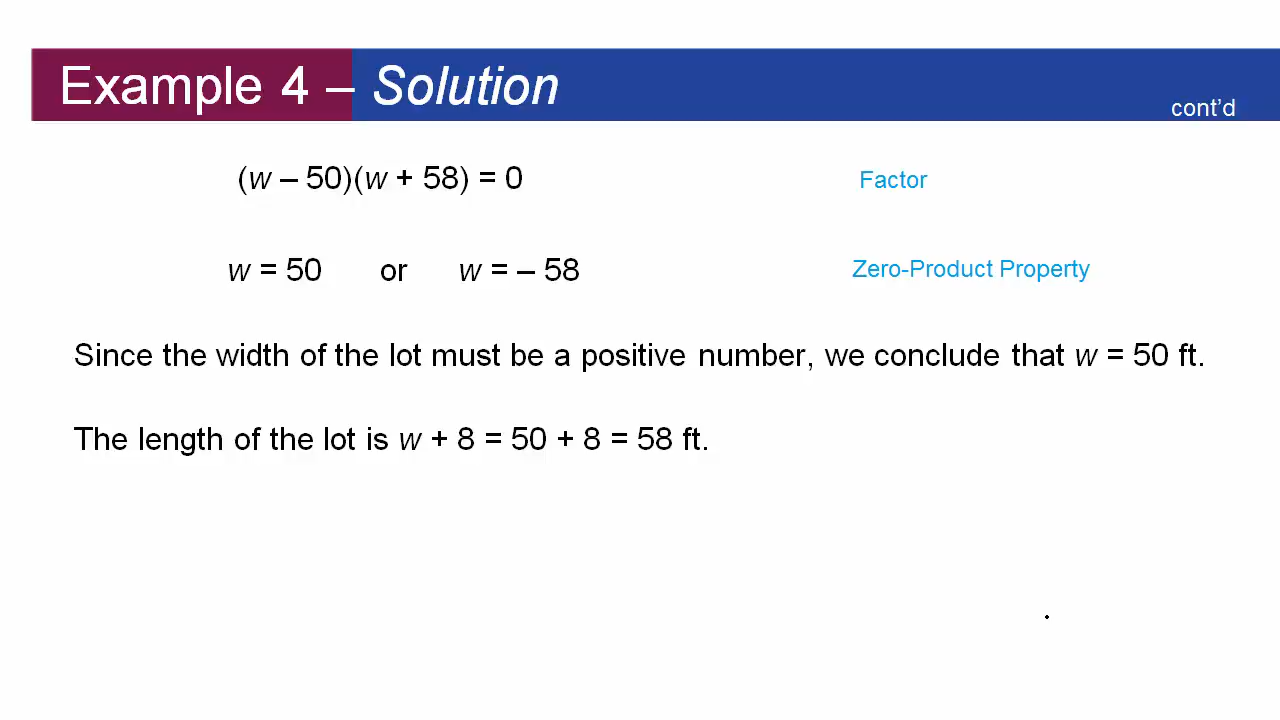 Example 4 – Solution
cont’d
(w – 50)(w + 58) = 0 Factor
w = 50 or w = – 58 Zero-Product Property
Since the width of the lot must be a positive number, we conclude that w = 50 ft.
The length of the lot is w + 8 = 50 + 8 = 58 ft.